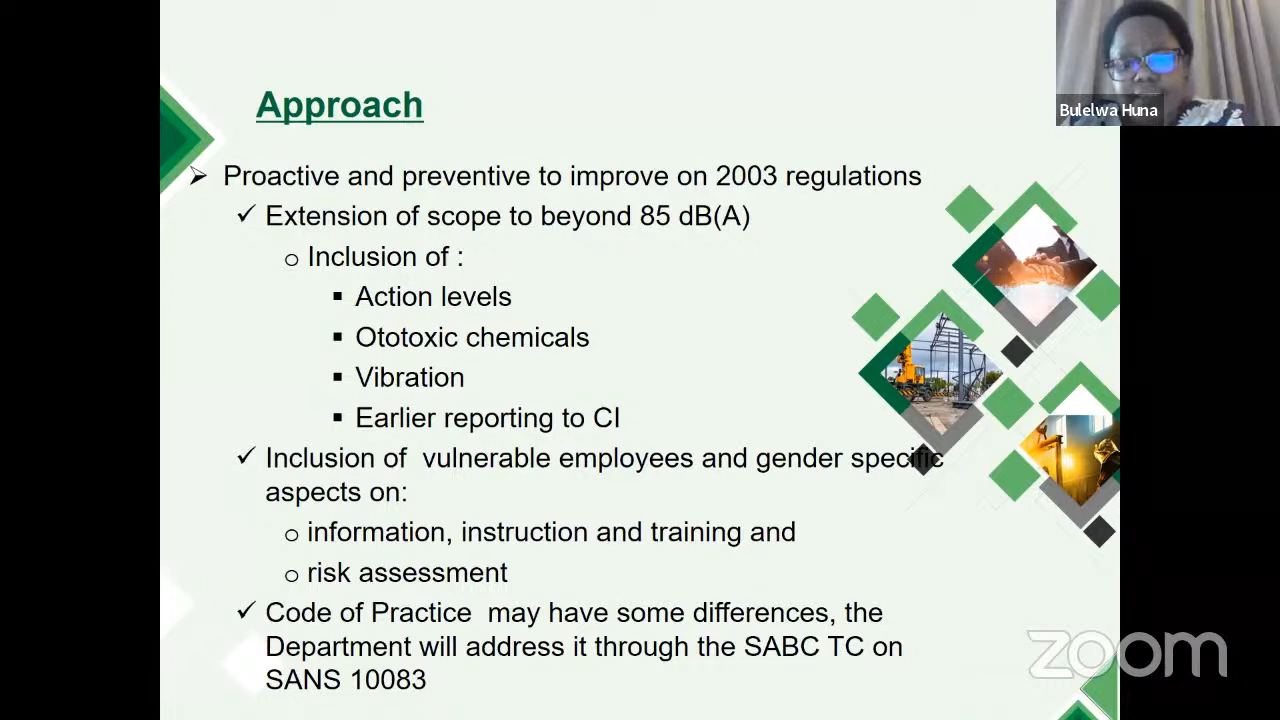 Bulelwa Huna
Approach
➢ Proactive and preventive to improve on 2003 regulations
✓ Extension of scope to beyond 85 dB(A)
o Inclusion of :
▪ Action levels
▪ Ototoxic chemicals
▪ Vibration
▪ Earlier reporting to CI
✓ Inclusion of vulnerable employees and gender specific
aspects on:
o information, instruction and training and
o risk assessment
✓ Code of Practice may have some differences, the
Department will address it through the SABC TC on
SANS 10083
zoom